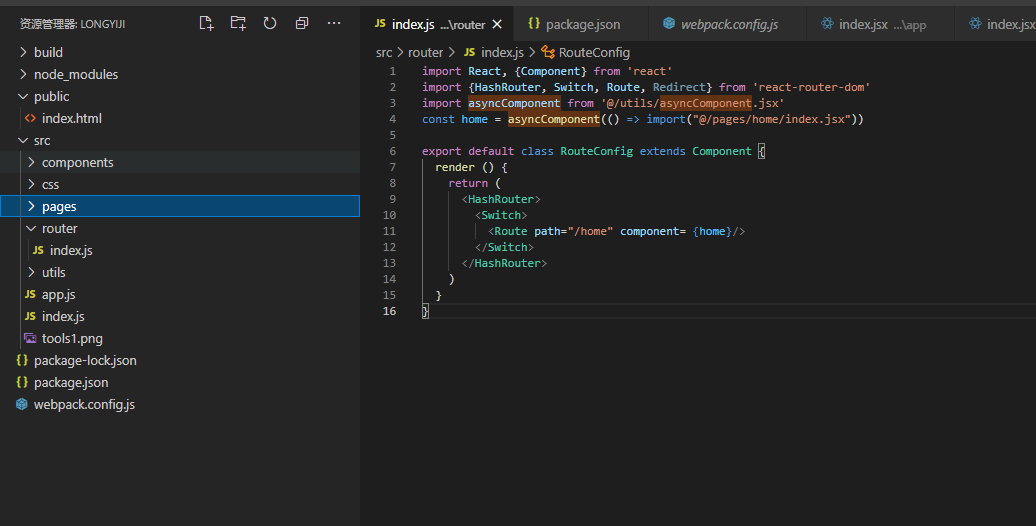 资源管理器: LONGYIJI
build
node_modules
public
<> index.html
src
components
css
pages
router
JS index.js
utils
JS app.js
JS index.js
tools1.png
{} package-lock.json
{} package.json
webpack.config.js
JS index.js ...\router × {} package.json webpack.config.js index.jsx ...\app index.jsx
src > router > JS index.js > RouteConfig
1 import React, {Component} from 'react'
2 import {HashRouter, Switch, Route, Redirect} from 'react-router-dom'
3 import asyncComponent from '@/utils/asyncComponent.jsx'
4 const home = asyncComponent(() => import("@/pages/home/index.jsx"))
5
6 export default class RouteConfig extends Component {
7 render () {
8 return (
9 <HashRouter>
10 <Switch>
11 <Route path="/home" component= {home}/>
12 </Switch>
13 </HashRouter>
14 )
15 }
16 }